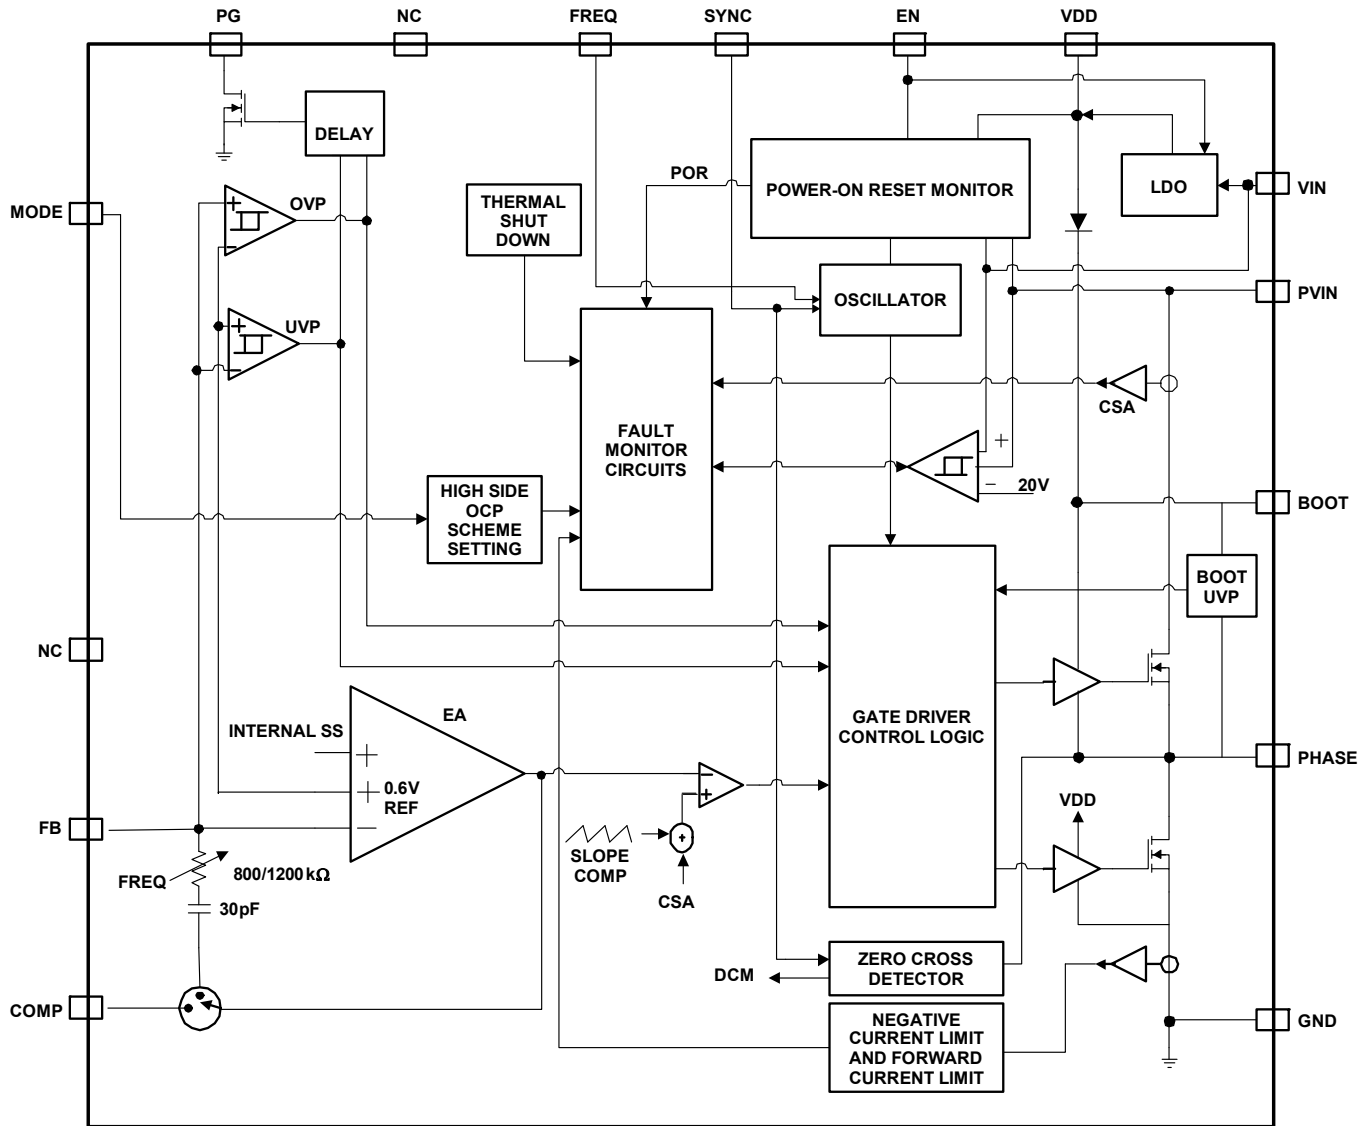 PG
NC
FREQ
SYNC
EN
VDD
DELAY
POR
POWER-ON RESET MONITOR
LDO
VIN
MODE
OVP
THERMAL
SHUT
DOWN
OSCILLATOR
PVIN
UVP
CSA
FAULT
MONITOR
CIRCUITS
+
− 20V
HIGH SIDE
OCP
SCHEME
SETTING
BOOT
BOOT
UVP
NC
GATE DRIVER
CONTROL LOGIC
EA
INTERNAL SS
+
+ 0.6V
REF
−
PHASE
VDD
FB
SLOPE
COMP
CSA
FREQ
800/1200kΩ
30pF
ZERO CROSS
DETECTOR
DCM
COMP
NEGATIVE
CURRENT LIMIT
AND FORWARD
CURRENT LIMIT
GND